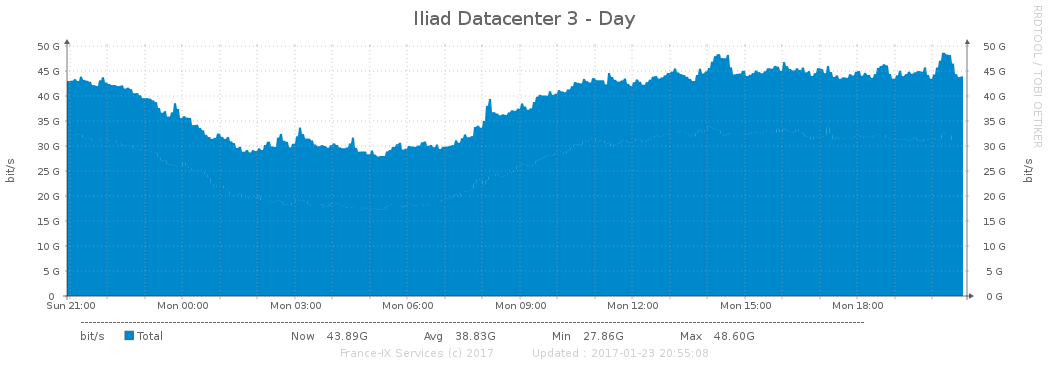 Iliad Datacenter 3 - Day
RRDTOOL / TOBI OETIKER
50 G 50 G
45 G 45 G
40 G 40 G
35 G 35 G
30 G 30 G
25 G 25 G
20 G 20 G
15 G 15 G
10 G 10 G
5 G 5 G
0 0 G
bit/s bit/s
Sun 21:00 Mon 00:00 Mon 03:00 Mon 06:00 Mon 09:00 Mon 12:00 Mon 15:00 Mon 18:00
bit/s Total Now 43.89G Avg 38.83G Min 27.86G Max 48.60G
France-IX Services (c) 2017 Updated : 2017-01-23 20:55:08